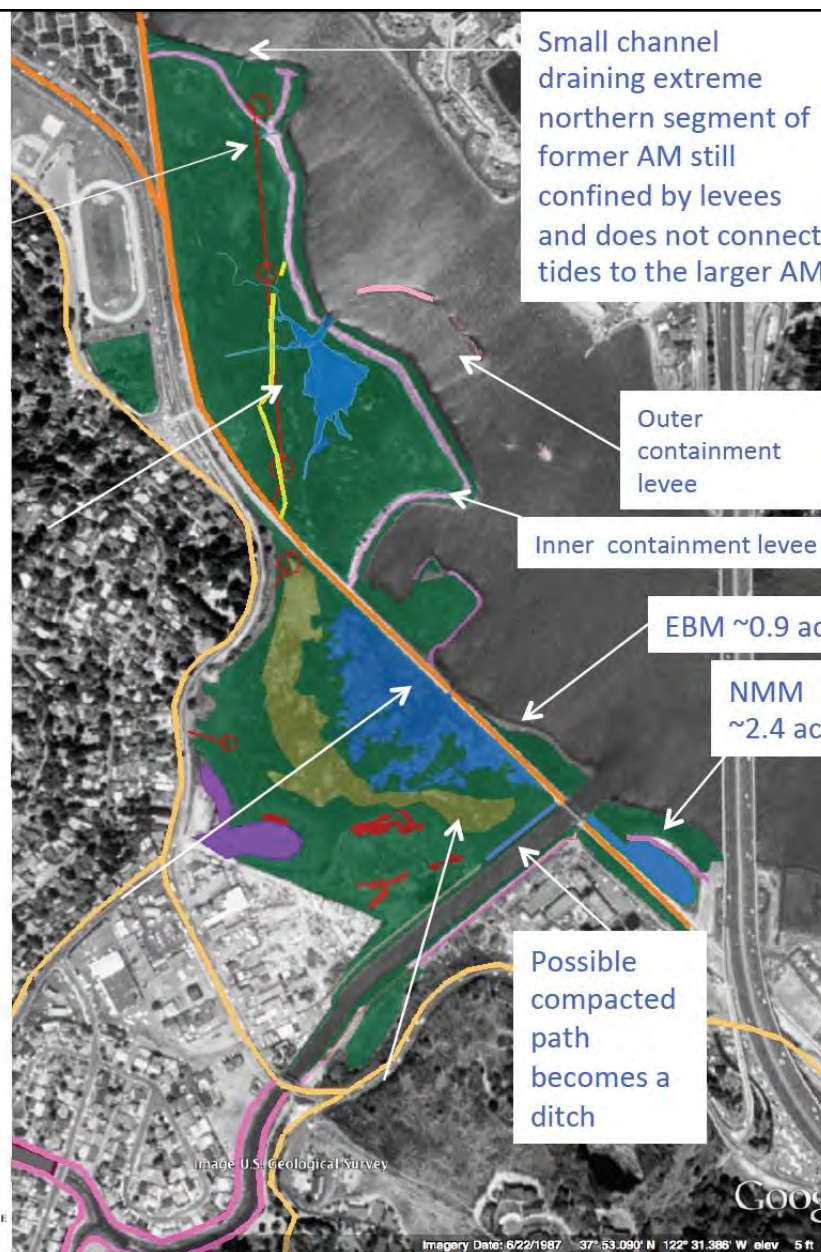 Small channel
draining extreme
northern segment of
former AM still
confined by levees
and does not connect
tides to the larger AM
Outer
containment
levee
Inner containment levee
EBM ~0.9 ac
NMM
~2.4 ac
Possible
compacted
path
becomes a
ditch
Image U.S. Geological Survey
Goog
E
Imagery Date: 6/22/1987 37° 53.090' N 122° 31.386' W elev 5 ft